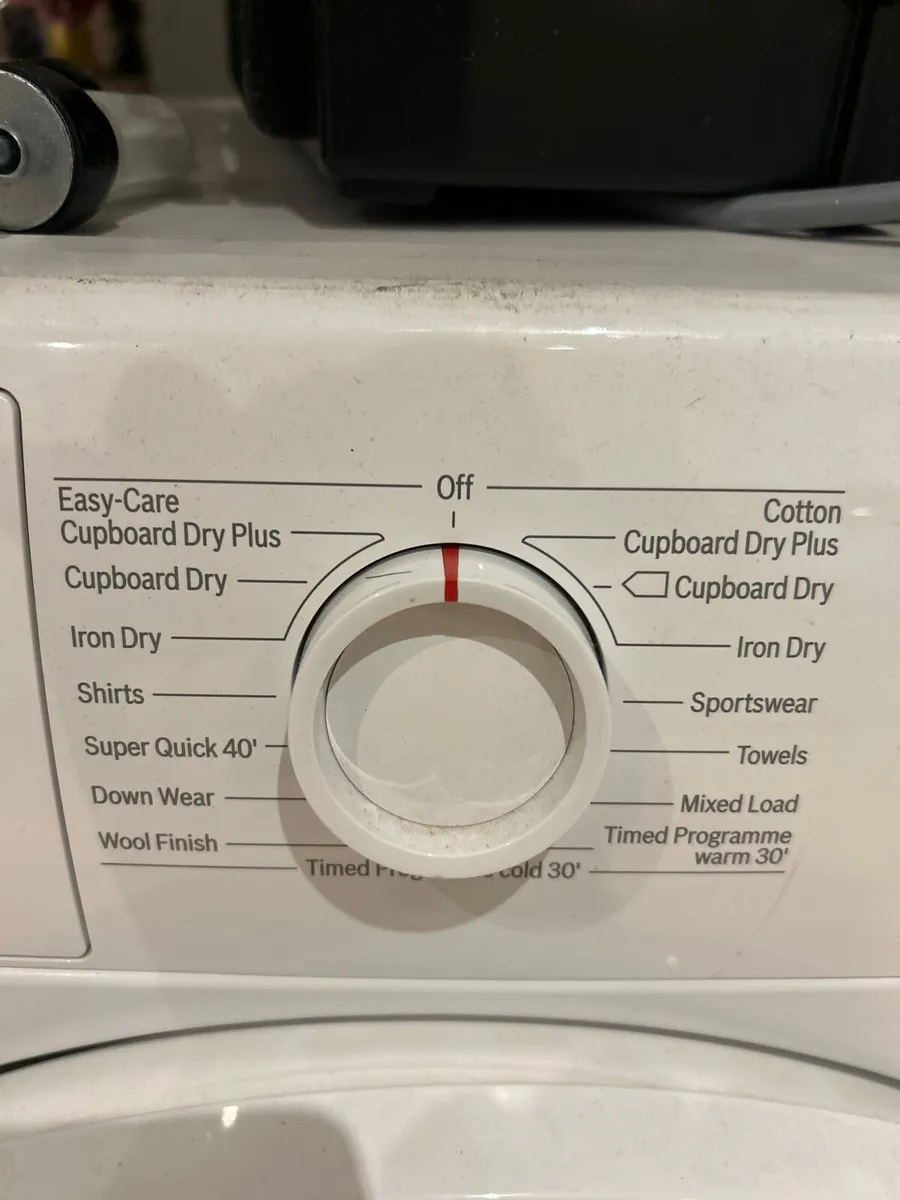 Off
Easy-Care
Cupboard Dry Plus
Cupboard Dry
Iron Dry
Shirts
Super Quick 40'
Down Wear
Wool Finish
Cotton
Cupboard Dry Plus
Cupboard Dry
Iron Dry
Sportswear
Towels
Mixed Load
Timed Programme
warm 30'
Timed cold 30'